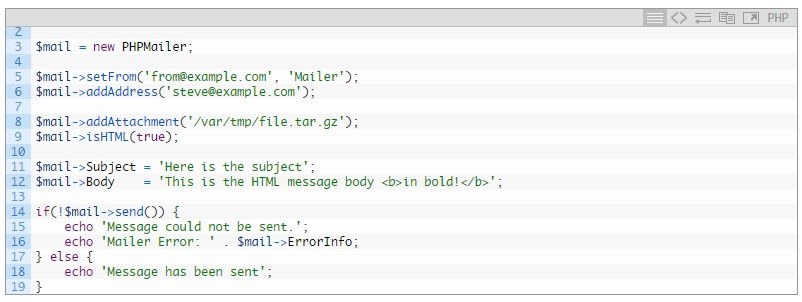 PHP
2
3 $mail = new PHPMailer;
4
5 $mail->setFrom('from@example.com', 'Mailer');
6 $mail->addAddress('steve@example.com');
7
8 $mail->addAttachment('/var/tmp/file.tar.gz');
9 $mail->isHTML(true);
10
11 $mail->Subject = 'Here is the subject';
12 $mail->Body    = 'This is the HTML message body <b>in bold!</b>';
13
14 if(!$mail->send()) {
15     echo 'Message could not be sent.';
16     echo 'Mailer Error: ' . $mail->ErrorInfo;
17 } else {
18     echo 'Message has been sent';
19 }